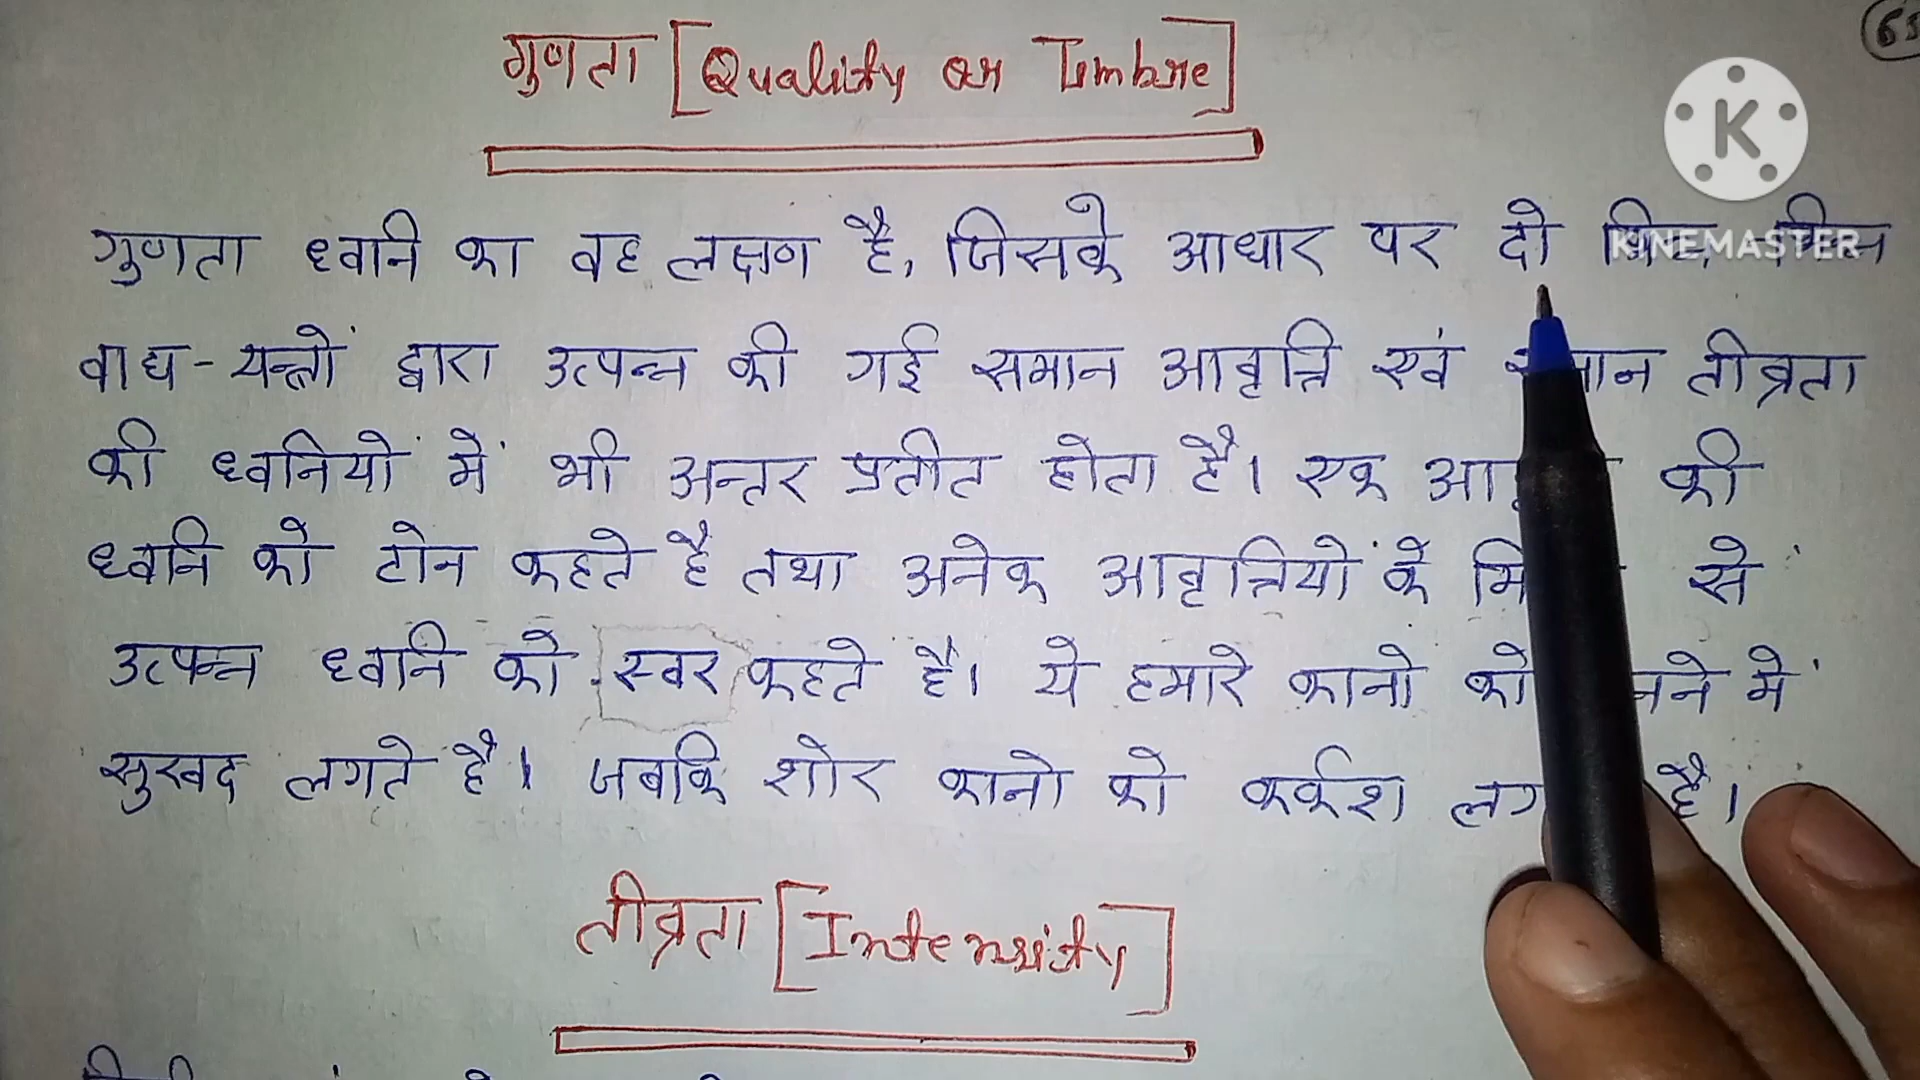 गुणता [Quality or Timbre]
K
KINEMASTER
गुणता ध्वनि का वह लक्षण है, जिसके आधार पर दो
वाद्य-यन्त्रों द्वारा उत्पन्न की गई समान आवृत्ति एवं तीव्रता
की ध्वनियों में भी अन्तर प्रतीत होता है। एक की
ध्वनि को टोन कहते है तथा अनेक आवृत्तियों के से
उत्पन्न ध्वनि को स्वर कहते है। ये हमारे कानो को में
सुखद लगते है। जबकि शोर कानो को कर्कश है।
तीव्रता [Intensity]